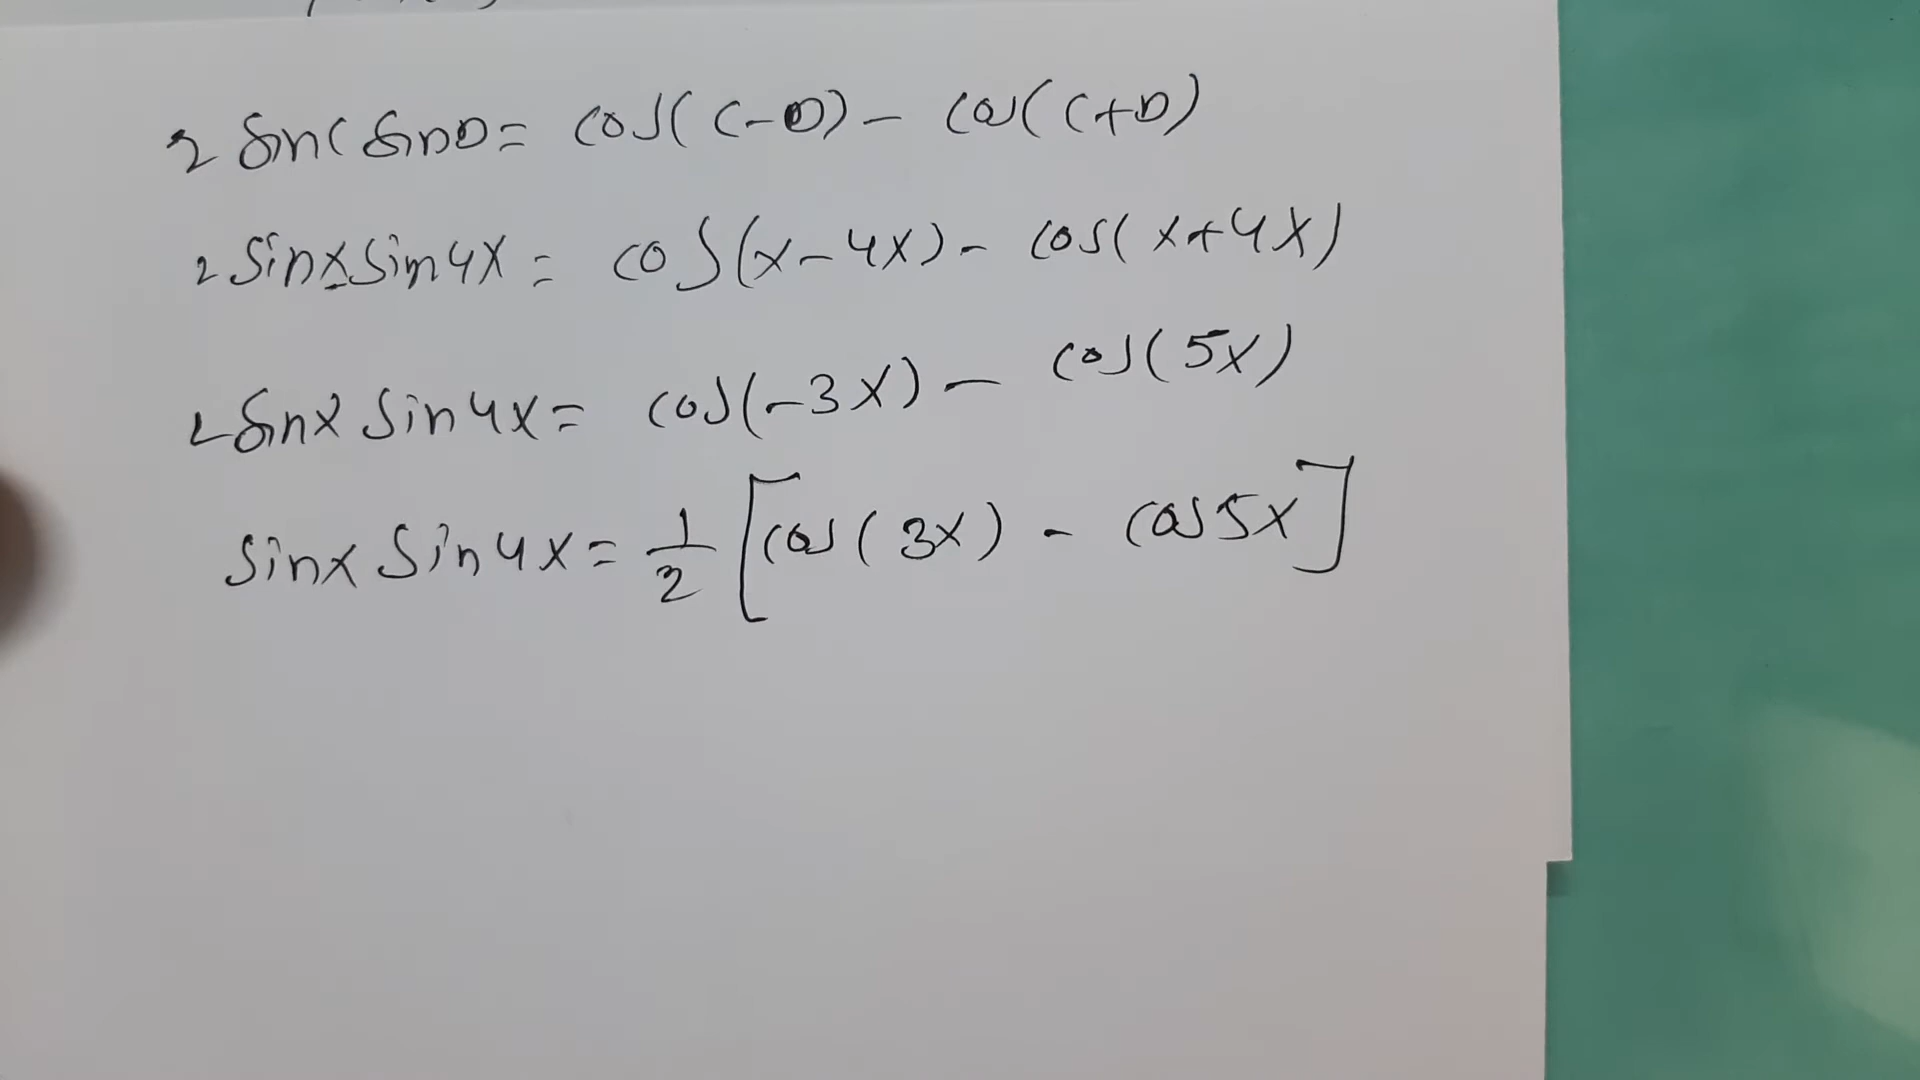 2 sinC sinD = cos(C-D) - cos(C+D)
2 sinx sin4x = cos(x-4x) - cos(x+4x)
2 sinx sin4x = cos(-3x) - cos(5x)
sinx sin4x = 1/2 [cos(3x) - cos5x]